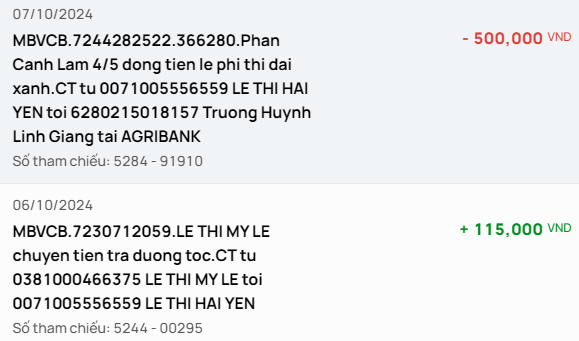 07/10/2024
MBVCB.7244282522.366280.Phan
- 500,000 VND
Canh Lam 4/5 dong tien le phi thi dai
xanh.CT tu 0071005556559 LE THI HAI
YEN toi 6280215018157 Truong Huynh
Linh Giang tai AGRIBANK
Số tham chiếu: 5284 - 91910
06/10/2024
MBVCB.7230712059.LE THI MY LE
+ 115,000 VND
chuyen tien tra duong toc.CT tu
0381000466375 LE THI MY LE toi
0071005556559 LE THI HAI YEN
Số tham chiếu: 5244 - 00295